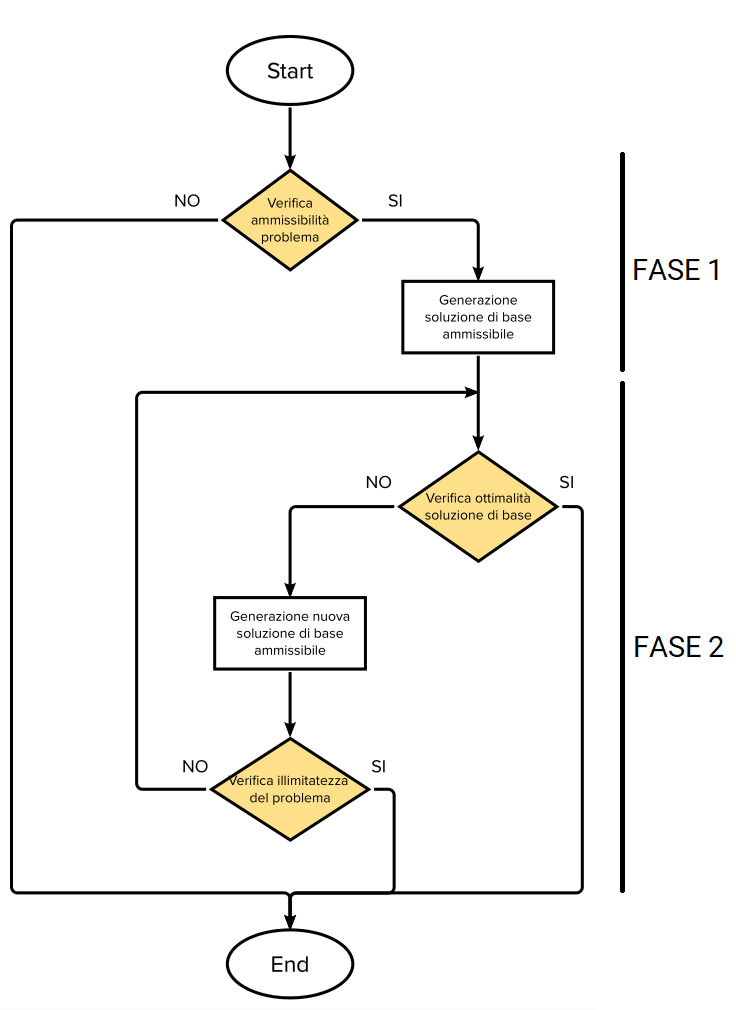 Start
NO
SI
Verifica
ammissibilità
problema
FASE 1
Generazione
soluzione di base
ammissibile
NO
SI
Verifica ottimalità
soluzione di base
Generazione nuova
soluzione di base
ammissibile
FASE 2
NO
SI
Verifica illimitatezza
del problema
End